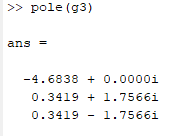 >> pole(g3)
ans =
-4.6838 + 0.0000i
0.3419 + 1.7566i
0.3419 - 1.7566i